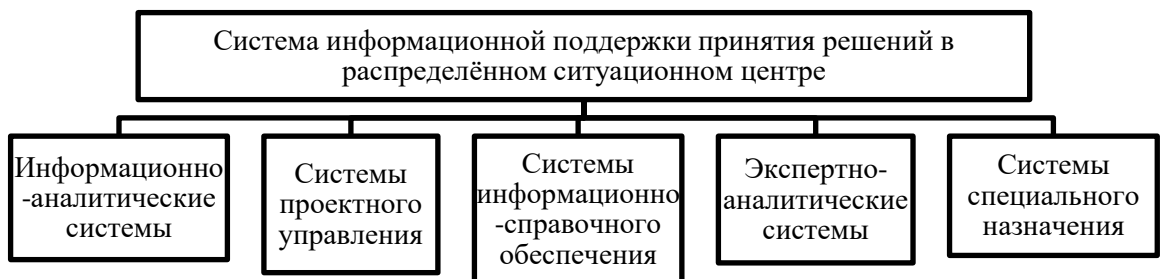 Система информационной поддержки принятия решений в
распределённом ситуационном центре
Информационно
-аналитические
системы
Системы
проектного
управления
Системы
информационно
-справочного
обеспечения
Экспертно-
аналитические
системы
Системы
специального
назначения